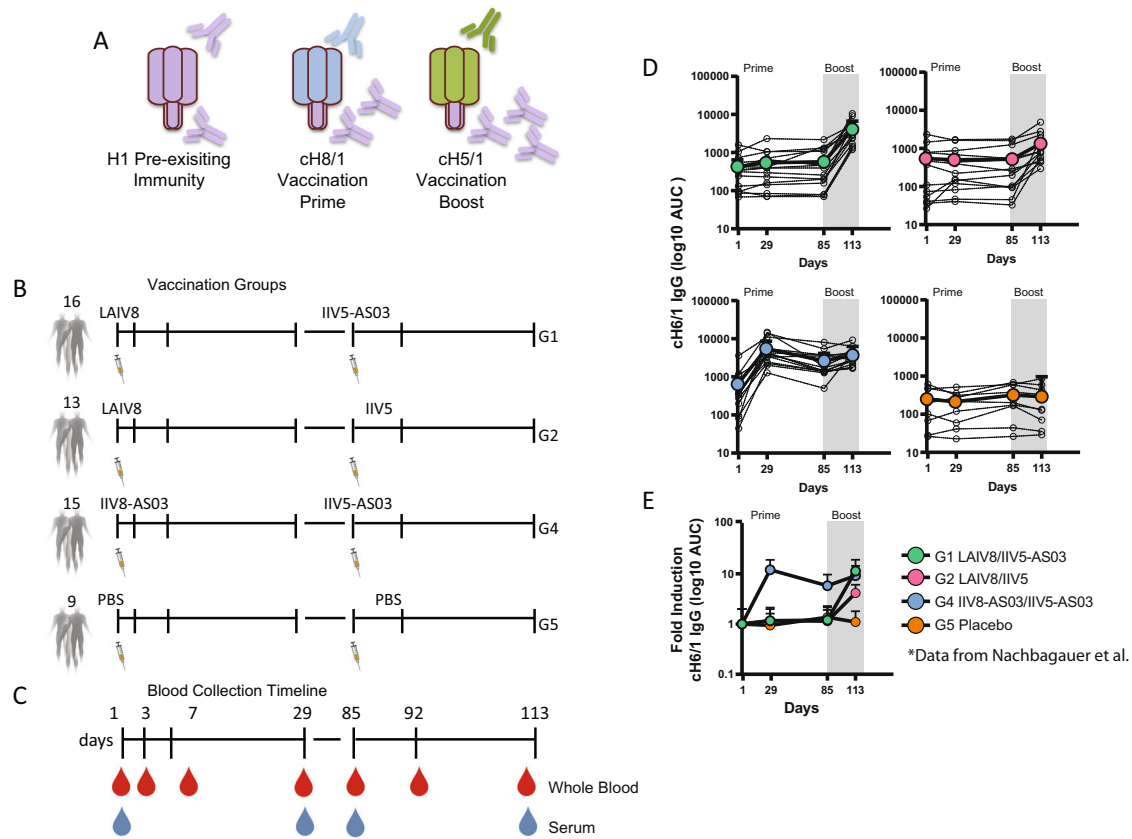 A
H1 Pre-exisiting
Immunity
cH8/1
Vaccination
Prime
cH5/1
Vaccination
Boost
B
Vaccination Groups
16
LAIV8
IIV5-AS03
G1
13
LAIV8
IIV5
G2
15
IIV8-AS03
IIV5-AS03
G4
9
PBS
PBS
G5
C
Blood Collection Timeline
1 3 7 29 85 92 113
days
Whole Blood
Serum
D
cH6/1 IgG (log10 AUC)
Prime Boost
100000
10000
1000
100
10
1 29 85 113
Days
Prime Boost
100000
10000
1000
100
10
1 29 85 113
Days
Prime Boost
100000
10000
1000
100
10
1 29 85 113
Days
Prime Boost
100000
10000
1000
100
10
1 29 85 113
Days
E
Fold Induction
cH6/1 IgG (log10 AUC)
Prime Boost
100
10
1
0.1
1 29 85 113
Days
G1 LAIV8/IIV5-AS03
G2 LAIV8/IIV5
G4 IIV8-AS03/IIV5-AS03
G5 Placebo
*Data from Nachbagauer et al.